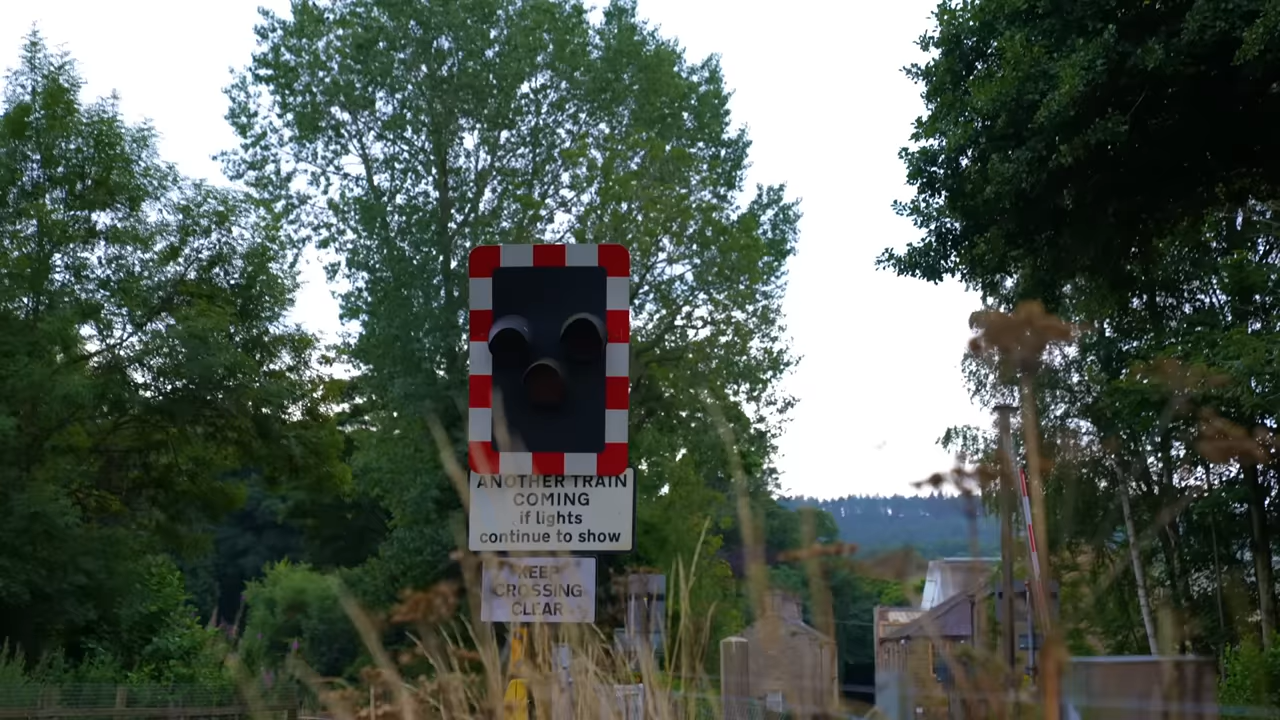 ANOTHER TRAIN
COMING
if lights
continue to show
KEEP
CROSSING
CLEAR